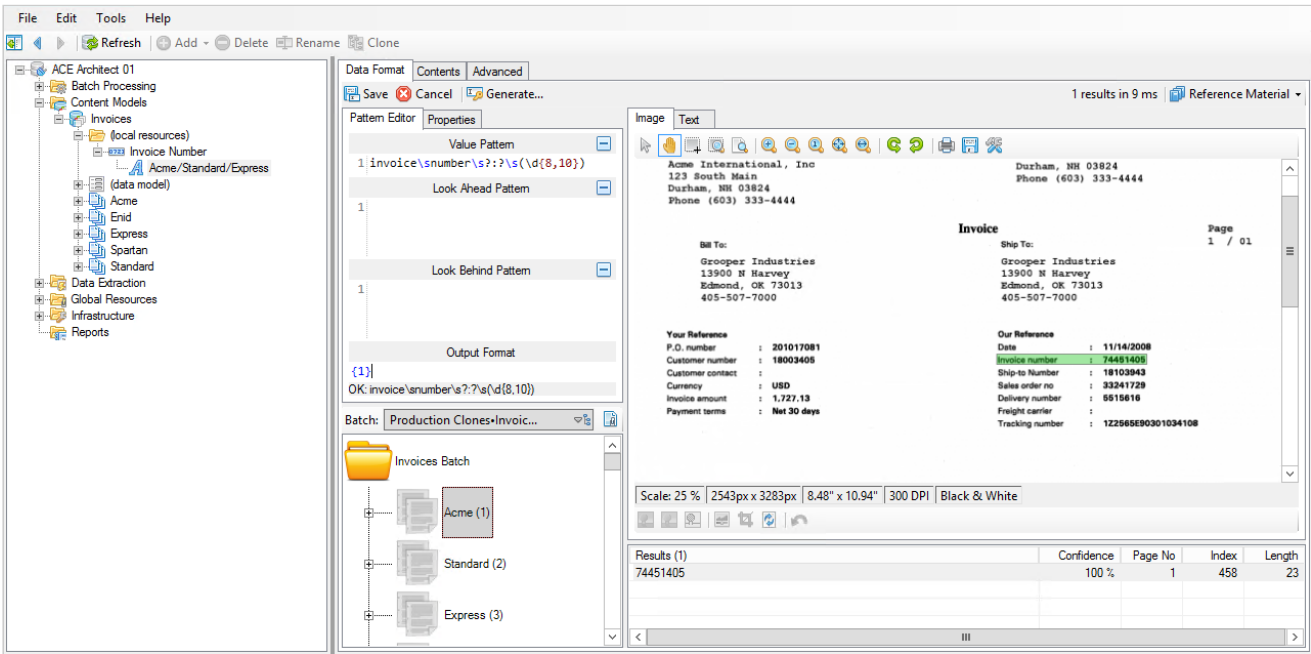 File Edit Tools Help
Refresh Add Delete Rename Clone
ACE Architect 01
Batch Processing
Content Models
Invoices
(local resources)
Invoice Number
Acme/Standard/Express
(data model)
Acme
Enid
Express
Spartan
Standard
Data Extraction
Global Resources
Infrastructure
Reports
Data Format Contents Advanced
Save Cancel Generate...
1 results in 9 ms Reference Material
Pattern Editor Properties
Value Pattern
1 invoice\snumber\s?:?\s(\d{8,10})
Look Ahead Pattern
1
Look Behind Pattern
1
Output Format
{1}
OK: invoice\snumber\s?:?\s(\d{8,10})
Batch: Production Clones•Invoic...
Invoices Batch
Acme (1)
Standard (2)
Express (3)
Image Text
Acme International, Inc
123 South Main
Durham, NH 03824
Phone (603) 333-4444
Durham, NH 03824
Phone (603) 333-4444
Invoice
Page
1 / 01
Bill To:
Grooper Industries
13900 N Harvey
Edmond, OK 73013
405-507-7000
Ship To:
Grooper Industries
13900 N Harvey
Edmond, OK 73013
405-507-7000
Your Reference
P.O. number : 201017081
Customer number : 18003405
Customer contact :
Currency : USD
Invoice amount : 1,727.13
Payment terms : Net 30 days
Our Reference
Date : 11/14/2008
Invoice number : 74451405
Ship-to Number : 18103943
Sales order no : 33241729
Delivery number : 5515616
Freight carrier :
Tracking number : 1Z2565E90301034108
Scale: 25 % 2543px x 3283px 8.48" x 10.94" 300 DPI Black & White
Results (1) Confidence Page No Index Length
74451405 100 % 1 458 23